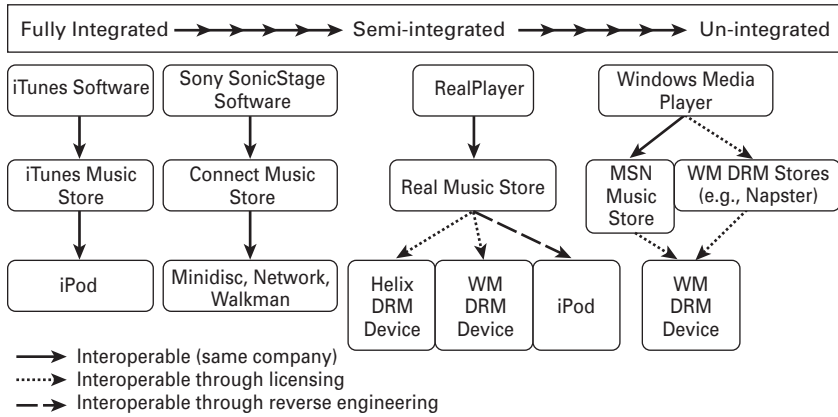 Fully Integrated
Semi-integrated
Un-integrated
iTunes Software
Sony SonicStage
Software
RealPlayer
Windows Media
Player
iTunes Music
Store
Connect Music
Store
Real Music Store
MSN
Music
Store
WM DRM Stores
(e.g., Napster)
iPod
Minidisc, Network,
Walkman
Helix
DRM
Device
WM
DRM
Device
iPod
WM
DRM
Device
Interoperable (same company)
Interoperable through licensing
Interoperable through reverse engineering